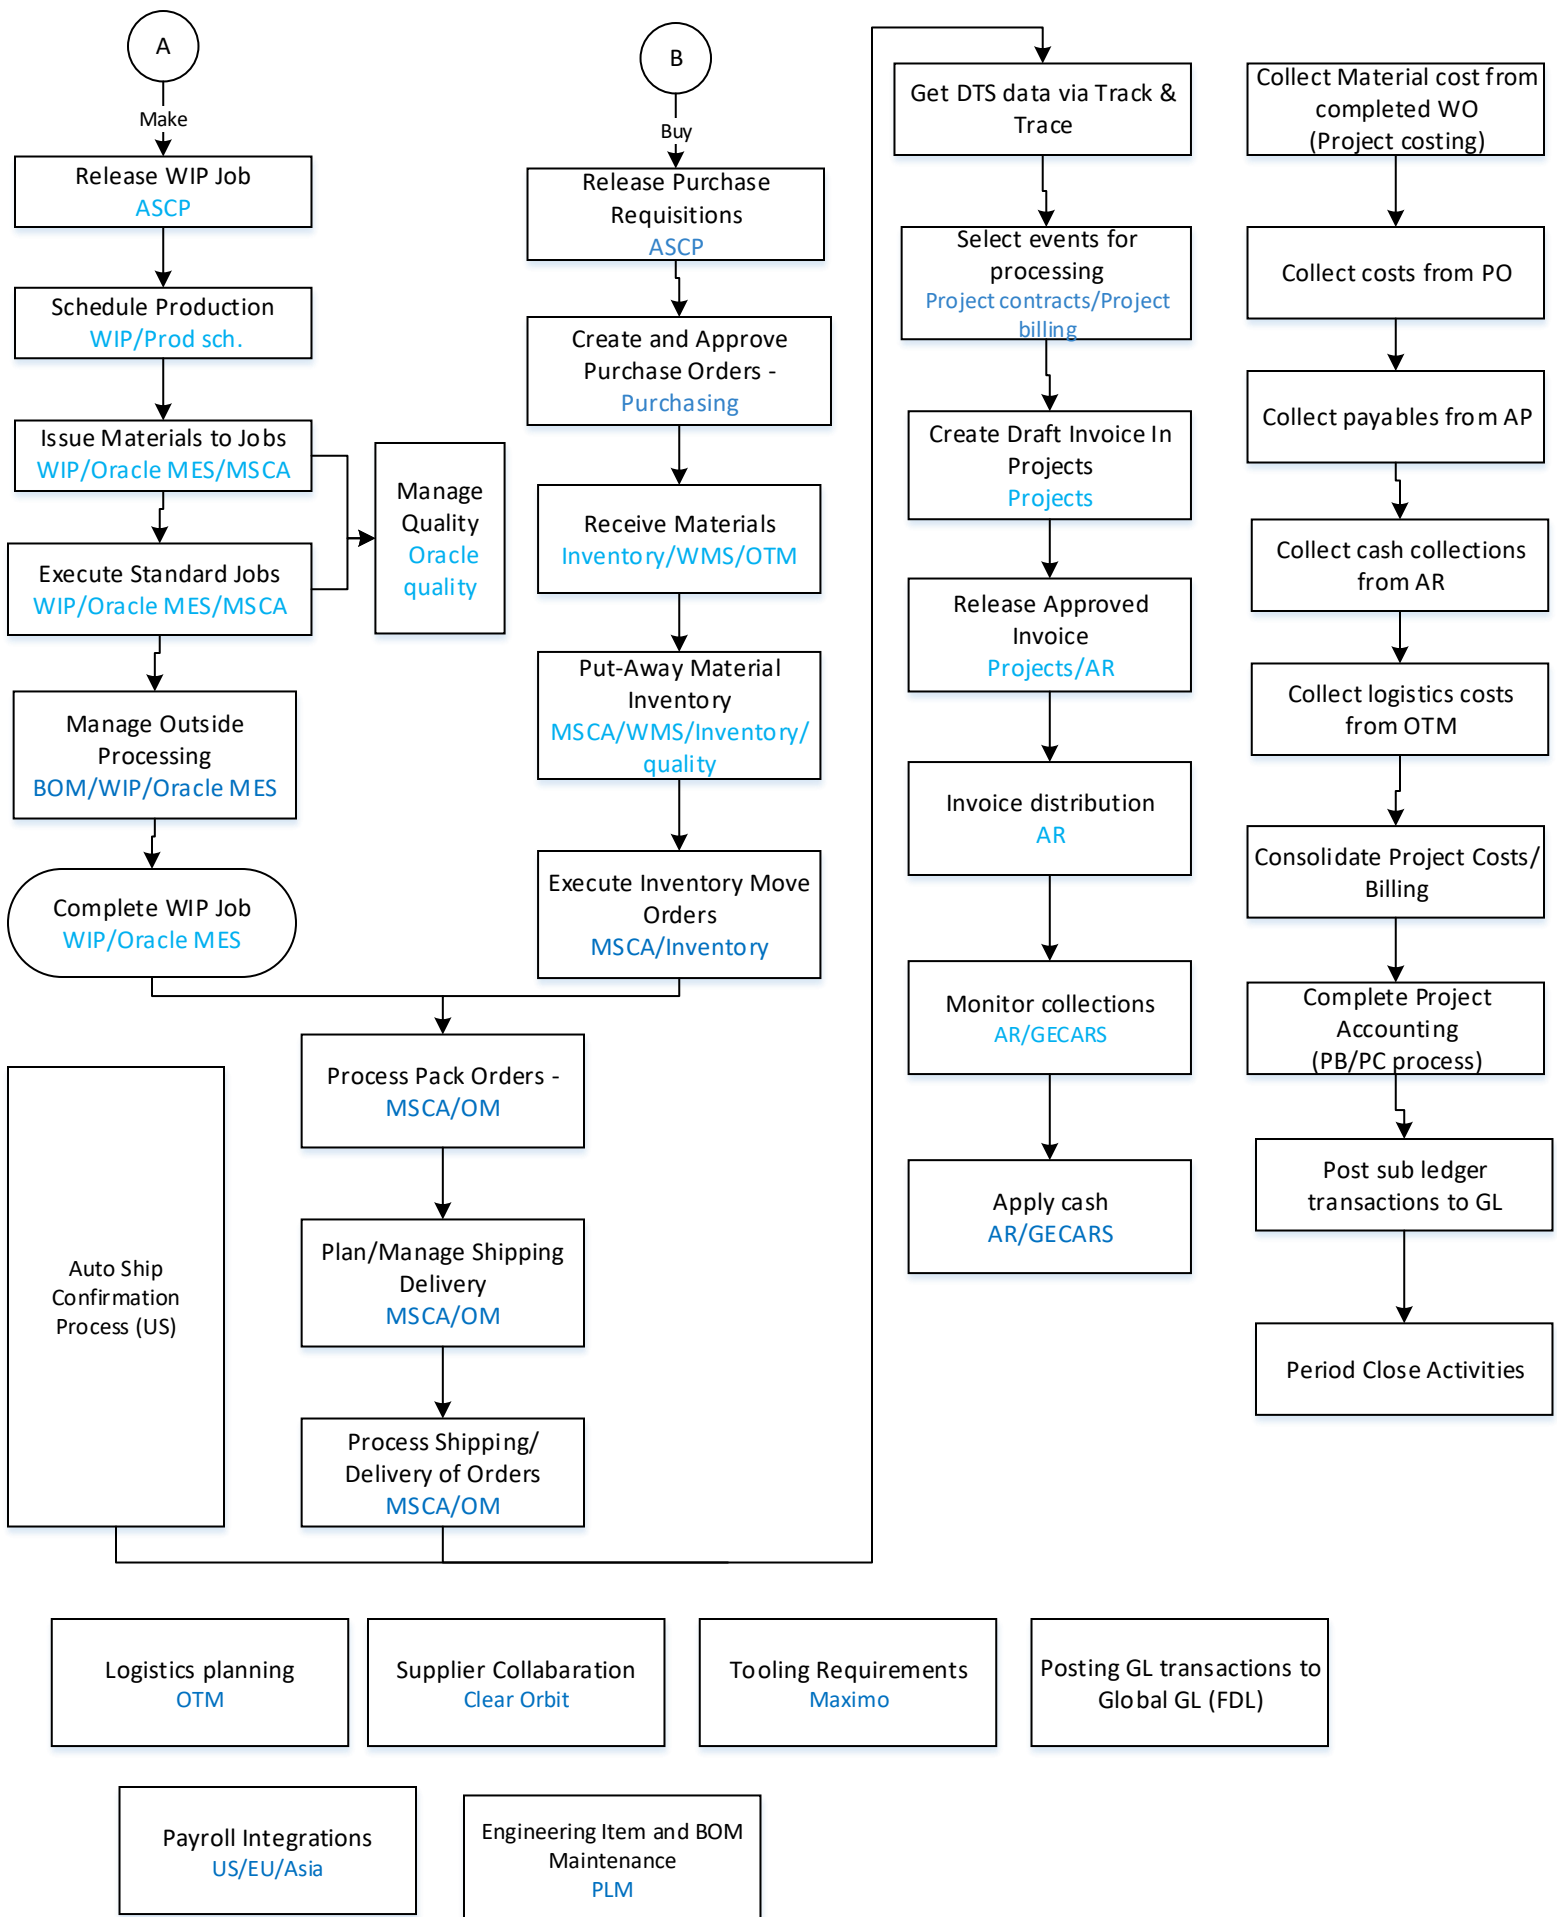 A
Make
Release WIP Job
ASCP
Schedule Production
WIP/Prod sch.
Issue Materials to Jobs
WIP/Oracle MES/MSCA
Manage
Quality
Oracle
quality
Execute Standard Jobs
WIP/Oracle MES/MSCA
Manage Outside
Processing
BOM/WIP/Oracle MES
Complete WIP Job
WIP/Oracle MES
B
Buy
Release Purchase
Requisitions
ASCP
Create and Approve
Purchase Orders -
Purchasing
Receive Materials
Inventory/WMS/OTM
Put-Away Material
Inventory
MSCA/WMS/Inventory/
quality
Execute Inventory Move
Orders
MSCA/Inventory
Process Pack Orders -
MSCA/OM
Plan/Manage Shipping
Delivery
MSCA/OM
Process Shipping/
Delivery of Orders
MSCA/OM
Auto Ship
Confirmation
Process (US)
Get DTS data via Track &
Trace
Select events for
processing
Project contracts/Project
billing
Create Draft Invoice In
Projects
Projects
Release Approved
Invoice
Projects/AR
Invoice distribution
AR
Monitor collections
AR/GECARS
Apply cash
AR/GECARS
Collect Material cost from
completed WO
(Project costing)
Collect costs from PO
Collect payables from AP
Collect cash collections
from AR
Collect logistics costs
from OTM
Consolidate Project Costs/
Billing
Complete Project
Accounting
(PB/PC process)
Post sub ledger
transactions to GL
Period Close Activities
Logistics planning
OTM
Supplier Collabaration
Clear Orbit
Tooling Requirements
Maximo
Posting GL transactions to
Global GL (FDL)
Payroll Integrations
US/EU/Asia
Engineering Item and BOM
Maintenance
PLM